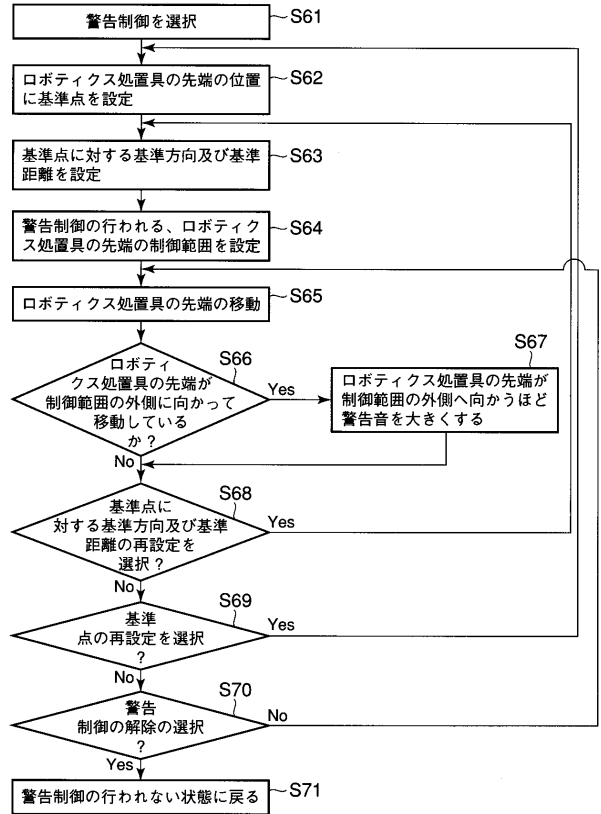 警告制御を選択
S61
ロボティクス処置具の先端の位置
に基準点を設定
S62
基準点に対する基準方向及び基準
距離を設定
S63
警告制御の行われる、ロボティク
ス処置具の先端の制御範囲を設定
S64
ロボティクス処置具の先端の移動
S65
ロボティ
クス処置具の先端が
制御範囲の外側に向かって
移動している
か?
S66
Yes
No
ロボティクス処置具の先端が
制御範囲の外側へ向かうほど
警告音を大きくする
S67
基準点に
対する基準方向及び基準
距離の再設定を
選択?
S68
Yes
No
基準
点の再設定を選択
?
S69
Yes
No
警告
制御の解除の選択
?
S70
No
Yes
警告制御の行われない状態に戻る
S71